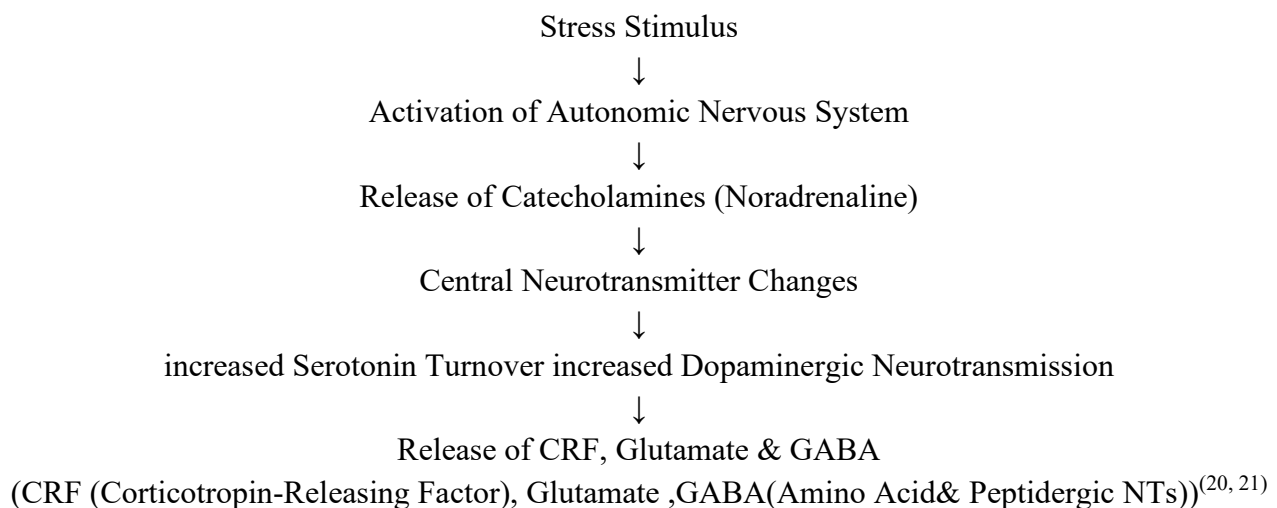 Stress Stimulus
↓
Activation of Autonomic Nervous System
↓
Release of Catecholamines (Noradrenaline)
↓
Central Neurotransmitter Changes
↓
increased Serotonin Turnover increased Dopaminergic Neurotransmission
↓
Release of CRF, Glutamate & GABA
(CRF (Corticotropin-Releasing Factor), Glutamate ,GABA(Amino Acid& Peptidergic NTs))(20, 21)